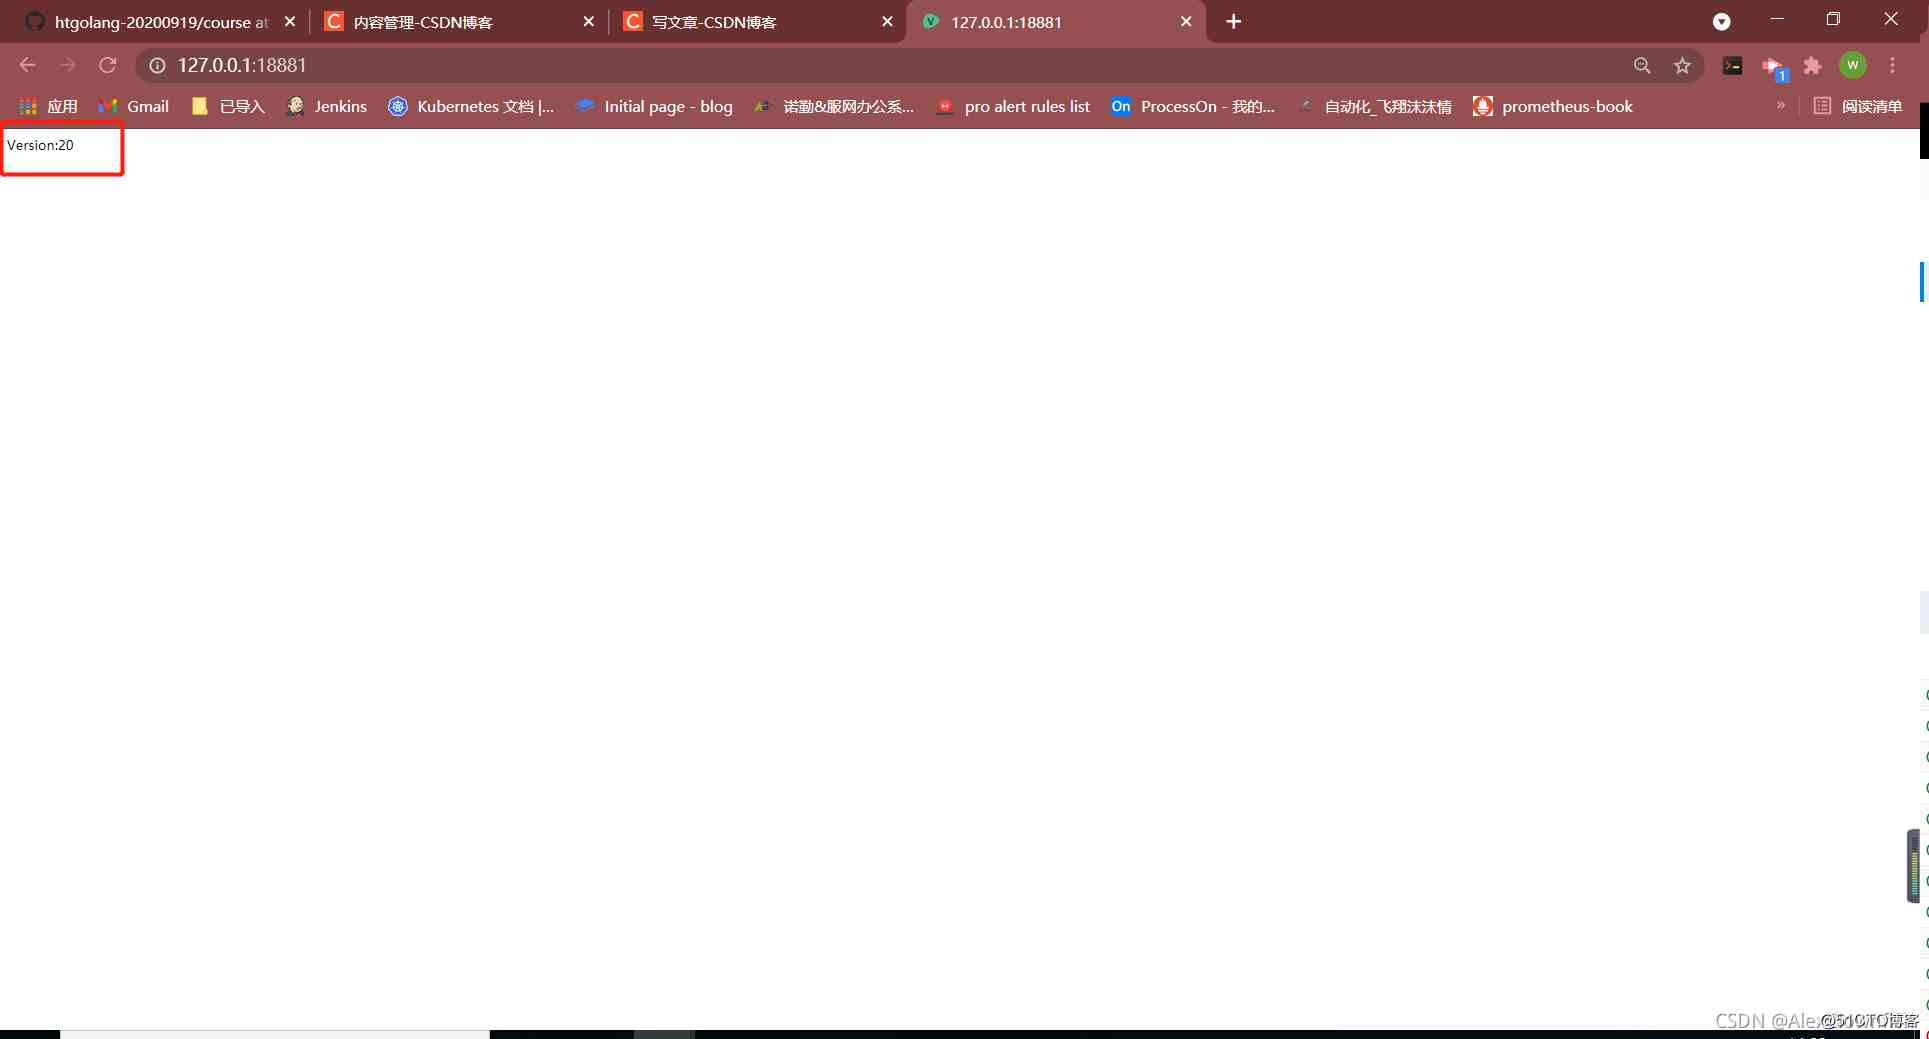 htgolang-20200919/course at
内容管理-CSDN博客
写文章-CSDN博客
127.0.0.1:18881
127.0.0.1:18881
1
W
应用
Gmail
已导入
Jenkins
Kubernetes 文档 |...
Initial page - blog
诺勤&服网办公系...
pro alert rules list
On
ProcessOn - 我的...
自动化_飞翔沫沫情
prometheus-book
»
阅读清单
Version:20
CSDN @Alex
@51CTO博客